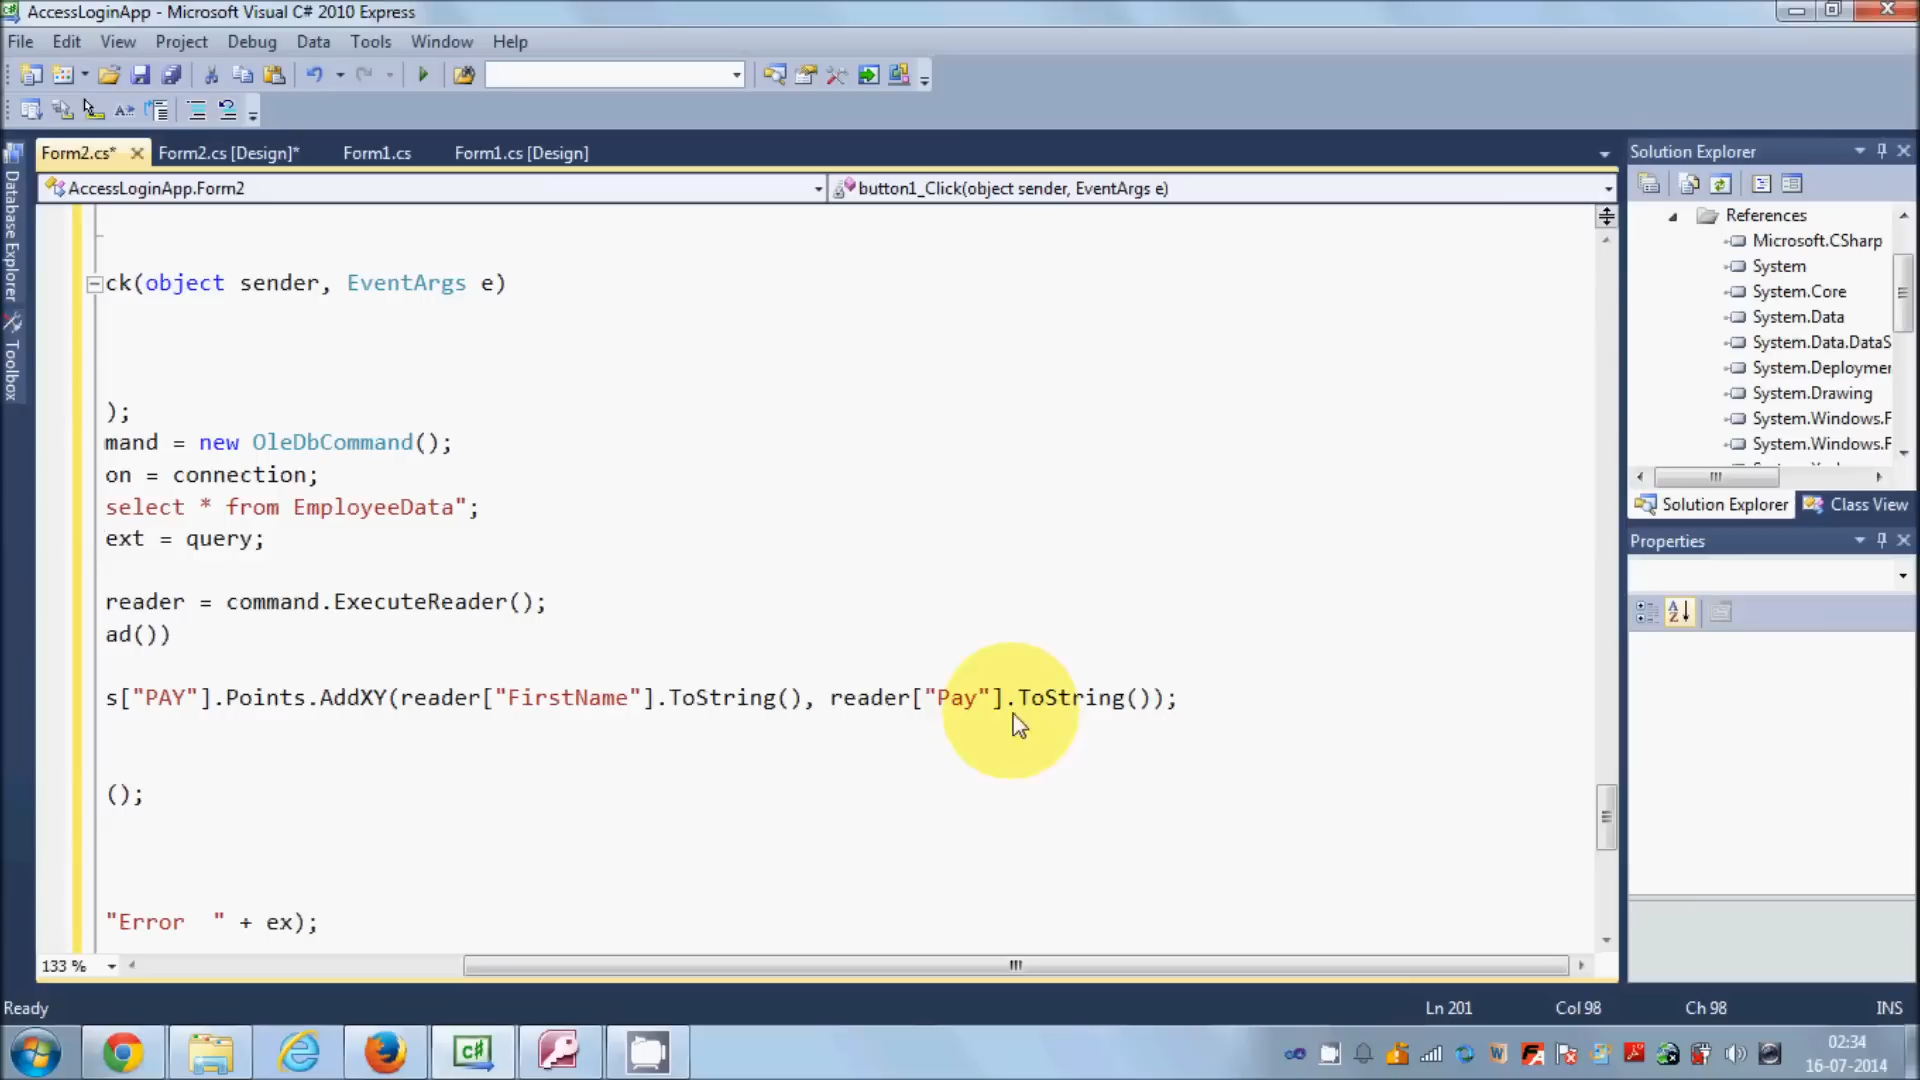 AccessLoginApp - Microsoft Visual C# 2010 Express
File Edit View Project Debug Data Tools Window Help
Form2.cs* Form2.cs [Design]* Form1.cs Form1.cs [Design]
AccessLoginApp.Form2 button1_Click(object sender, EventArgs e)
Database Explorer
Toolbox
ck(object sender, EventArgs e)
);
mand = new OleDbCommand();
on = connection;
select * from EmployeeData";
ext = query;
reader = command.ExecuteReader();
ad())
s["PAY"].Points.AddXY(reader["FirstName"].ToString(), reader["Pay"].ToString());
();
"Error  " + ex);
133 %
Solution Explorer
References
Microsoft.CSharp
System
System.Core
System.Data
System.Data.DataS
System.Deploymer
System.Drawing
System.Windows.F
System.Windows.F
Solution Explorer Class View
Properties
Ready Ln 201 Col 98 Ch 98 INS
02:34
16-07-2014